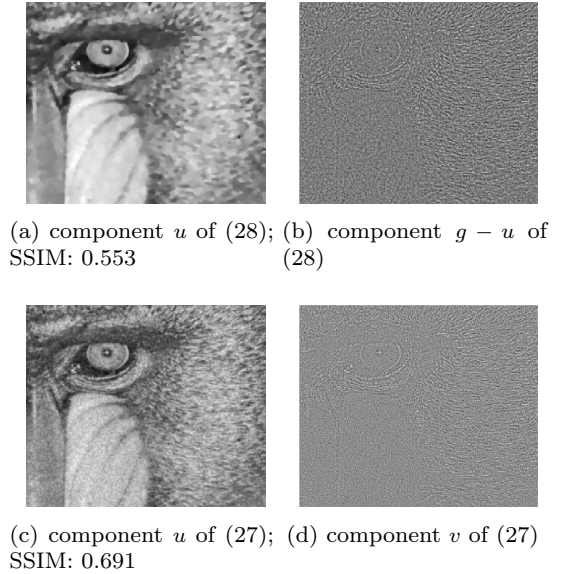 (a) component u of (28);
SSIM: 0.553
(b) component g − u of
(28)
(c) component u of (27);
SSIM: 0.691
(d) component v of (27)